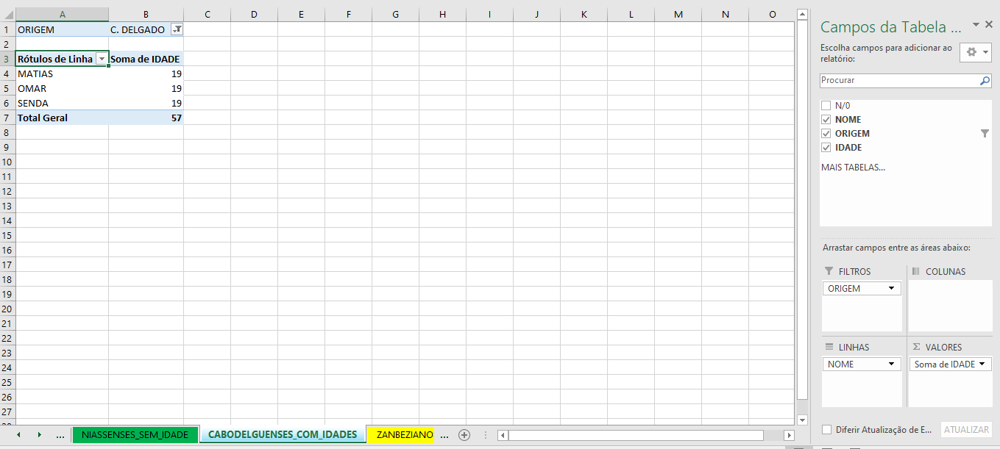 A B C D E F G H I J K L M N O
1 ORIGEM C. DELGADO
2
3 Rótulos de Linha Soma de IDADE
4 MATIAS 19
5 OMAR 19
6 SENDA 19
7 Total Geral 57
8
9
10
11
12
13
14
15
16
17
18
19
20
21
22
23
24
25
26
27
... NIASSENSES_SEM_IDADE CABODELGUENSES_COM_IDADES ZANBEZIANO ...
Campos da Tabela ...
Escolha campos para adicionar ao
relatório:
Procurar
N/0
NOME
ORIGEM
IDADE
MAIS TABELAS...
Arrastar campos entre as áreas abaixo:
FILTROS COLUNAS
ORIGEM
LINHAS Σ VALORES
NOME Soma de IDADE
Diferir Atualização de E... ATUALIZAR